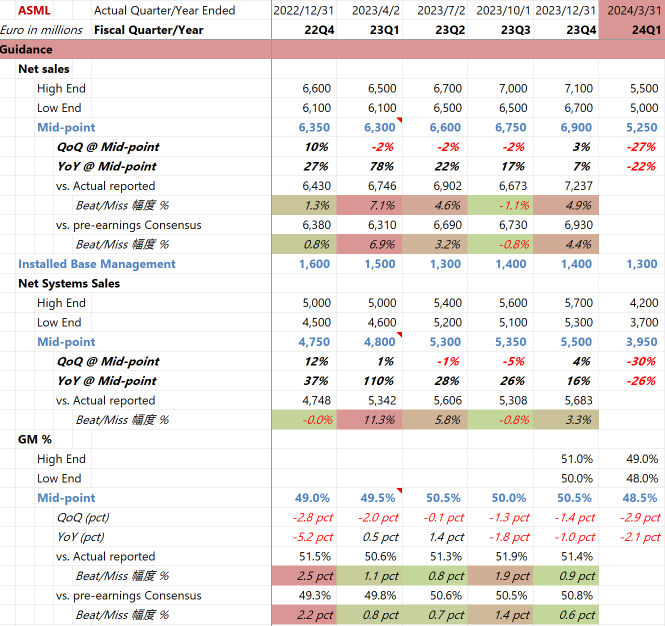 ASML Actual Quarter/Year Ended 2022/12/31 2023/4/2 2023/7/2 2023/10/1 2023/12/31 2024/3/31
Euro in millions Fiscal Quarter/Year 22Q4 23Q1 23Q2 23Q3 23Q4 24Q1
Guidance
Net sales
High End 6,600 6,500 6,700 7,000 7,100 5,500
Low End 6,100 6,100 6,500 6,500 6,700 5,000
Mid-point 6,350 6,300 6,600 6,750 6,900 5,250
QoQ @ Mid-point 10% -2% -2% -2% 3% -27%
YoY @ Mid-point 27% 78% 22% 17% 7% -22%
vs. Actual reported 6,430 6,746 6,902 6,673 7,237
Beat/Miss 幅度 % 1.3% 7.1% 4.6% -1.1% 4.9%
vs. pre-earnings Consensus 6,380 6,310 6,690 6,730 6,930
Beat/Miss 幅度 % 0.8% 6.9% 3.2% -0.8% 4.4%
Installed Base Management 1,600 1,500 1,300 1,400 1,400 1,300
Net Systems Sales
High End 5,000 5,000 5,400 5,600 5,700 4,200
Low End 4,500 4,600 5,200 5,100 5,300 3,700
Mid-point 4,750 4,800 5,300 5,350 5,500 3,950
QoQ @ Mid-point 12% 1% -1% -5% 4% -30%
YoY @ Mid-point 37% 110% 28% 26% 16% -26%
vs. Actual reported 4,748 5,342 5,606 5,308 5,683
Beat/Miss 幅度 % -0.0% 11.3% 5.8% -0.8% 3.3%
GM %
High End 51.0% 49.0%
Low End 50.0% 48.0%
Mid-point 49.0% 49.5% 50.5% 50.0% 50.5% 48.5%
QoQ (pct) -2.8 pct -2.0 pct -0.1 pct -1.3 pct -1.4 pct -2.9 pct
YoY (pct) -5.2 pct 0.5 pct 1.4 pct -1.8 pct -1.0 pct -2.1 pct
vs. Actual reported 51.5% 50.6% 51.3% 51.9% 51.4%
Beat/Miss 幅度 % 2.5 pct 1.1 pct 0.8 pct 1.9 pct 0.9 pct
vs. pre-earnings Consensus 49.3% 49.8% 50.6% 50.5% 50.8%
Beat/Miss 幅度 % 2.2 pct 0.8 pct 0.7 pct 1.4 pct 0.6 pct